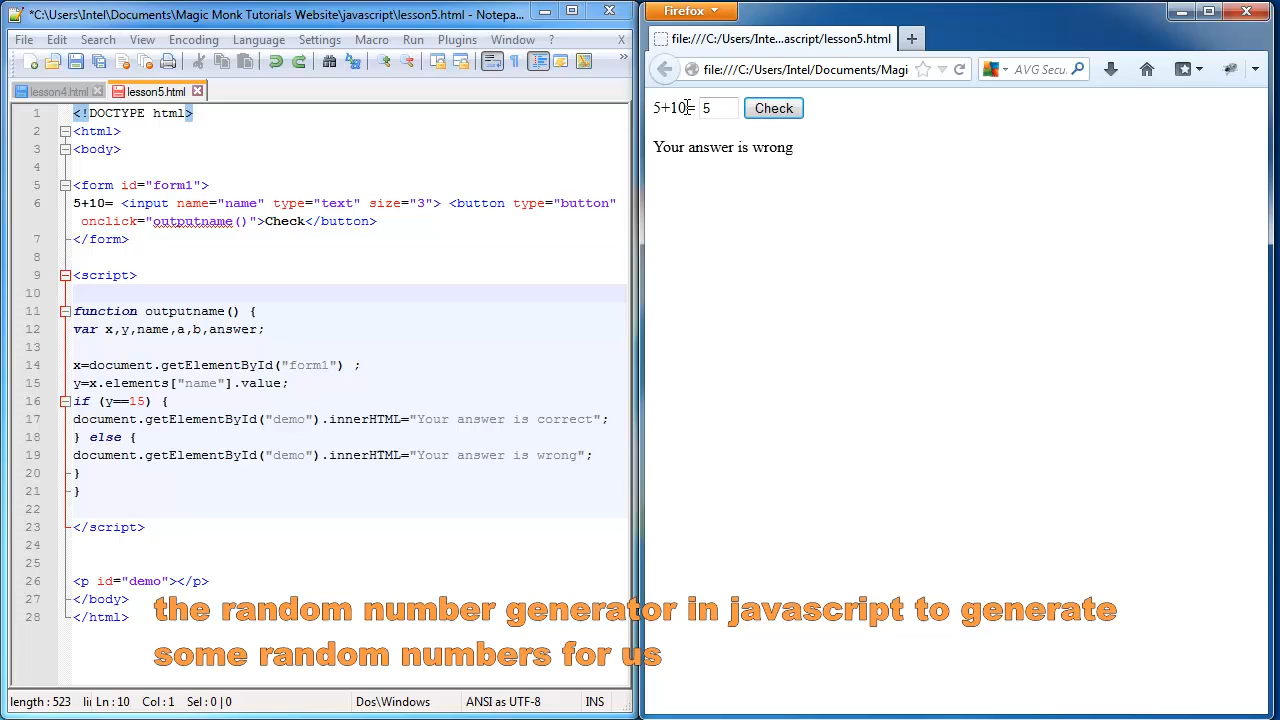 *C:\Users\Intel\Documents\Magic Monk Tutorials Website\javascript\lesson5.html - Notepa...
File Edit Search View Encoding Language Settings Macro Run Plugins Window ? X
lesson4.html lesson5.html
1 <!DOCTYPE html>
2 <html>
3 <body>
4
5 <form id="form1">
6 5+10= <input name="name" type="text" size="3"> <button type="button"
onclick="outputname()">Check</button>
7 </form>
8
9 <script>
10
11 function outputname() {
12 var x,y,name,a,b,answer;
13
14 x=document.getElementById("form1") ;
15 y=x.elements["name"].value;
16 if (y==15) {
17 document.getElementById("demo").innerHTML="Your answer is correct";
18 } else {
19 document.getElementById("demo").innerHTML="Your answer is wrong";
20 }
21 }
22
23 </script>
24
25
26 <p id="demo"></p>
27 </body>
28 </html>
length : 523 li Ln : 10 Col : 1 Sel : 0 | 0 Dos\Windows ANSI as UTF-8 INS
Firefox
file:///C:/Users/Inte...ascript/lesson5.html
file:///C:/Users/Intel/Documents/Magi AVG Secu
5+10= 5 Check
Your answer is wrong
the random number generator in javascript to generate
some random numbers for us